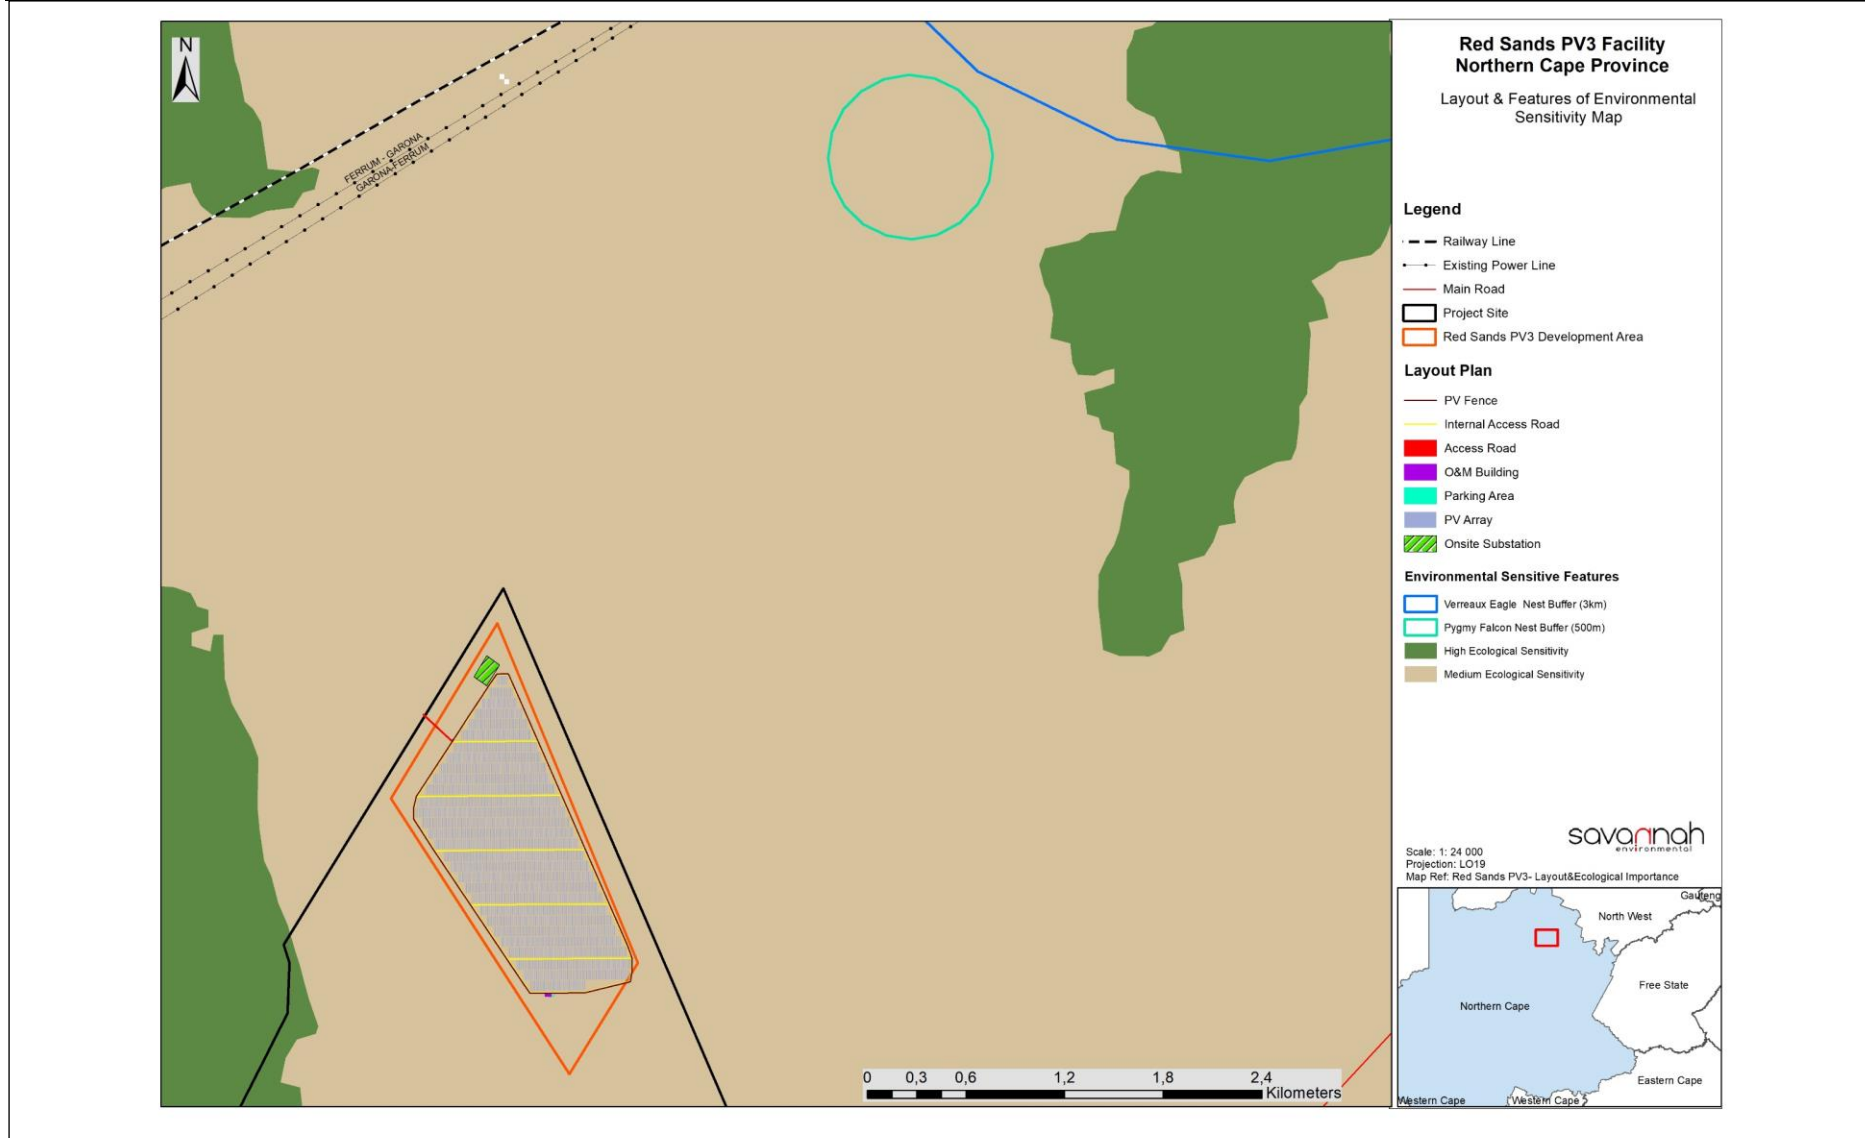 N
FERRUM - GARONA
GARONA-FERRUM
0 0,3 0,6 1,2 1,8 2,4
Kilometers
Red Sands PV3 Facility
Northern Cape Province
Layout & Features of Environmental
Sensitivity Map
Legend
Railway Line
Existing Power Line
Main Road
Project Site
Red Sands PV3 Development Area
Layout Plan
PV Fence
Internal Access Road
Access Road
O&M Building
Parking Area
PV Array
Onsite Substation
Environmental Sensitive Features
Verreaux Eagle Nest Buffer (3km)
Pygmy Falcon Nest Buffer (500m)
High Ecological Sensitivity
Medium Ecological Sensitivity
savannah
environmental
Scale: 1: 24 000
Projection: LO19
Map Ref: Red Sands PV3- Layout&Ecological Importance
Gauteng
North West
Free State
Northern Cape
Eastern Cape
Western Cape
Western Cape